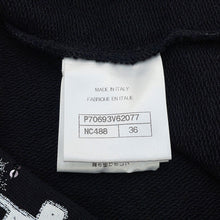 MADE IN ITALY
FABRIQUÉ EN ITALIE
P70693V62077
NC488 36